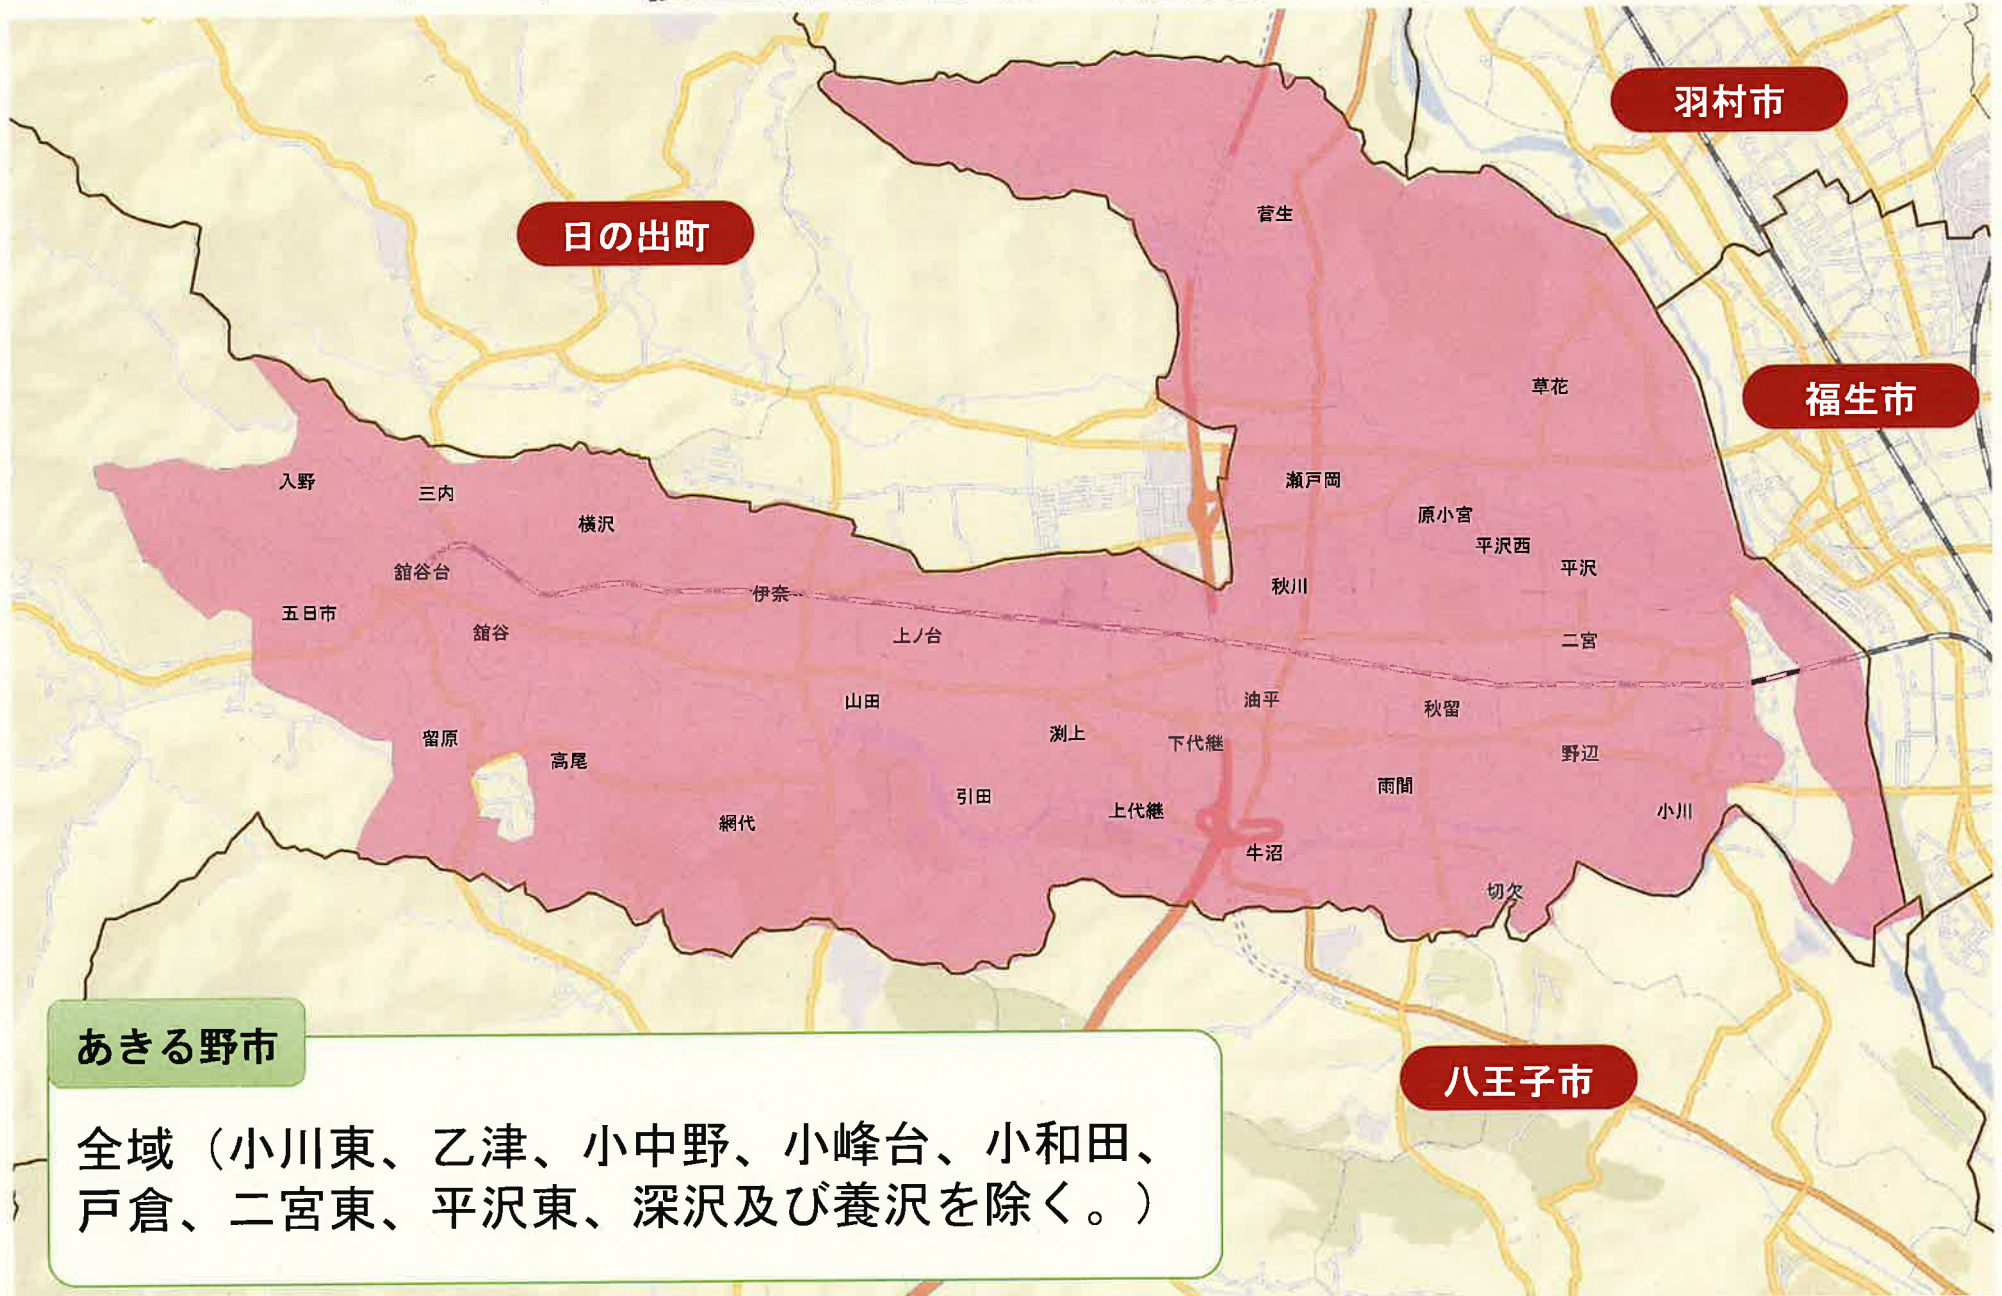 羽村市
日の出町
菅生
福生市
草花
入野
三内
瀬戸岡
横沢
原小宮
平沢西
舘谷台
平沢
秋川
伊奈
五日市
舘谷
上ノ台
二宮
山田
油平
秋留
留原
渕上
下代継
野辺
高尾
雨間
引田
上代継
小川
網代
牛沼
切欠
あきる野市
八王子市
全域（小川東、乙津、小中野、小峰台、小和田、
戸倉、二宮東、平沢東、深沢及び養沢を除く。）